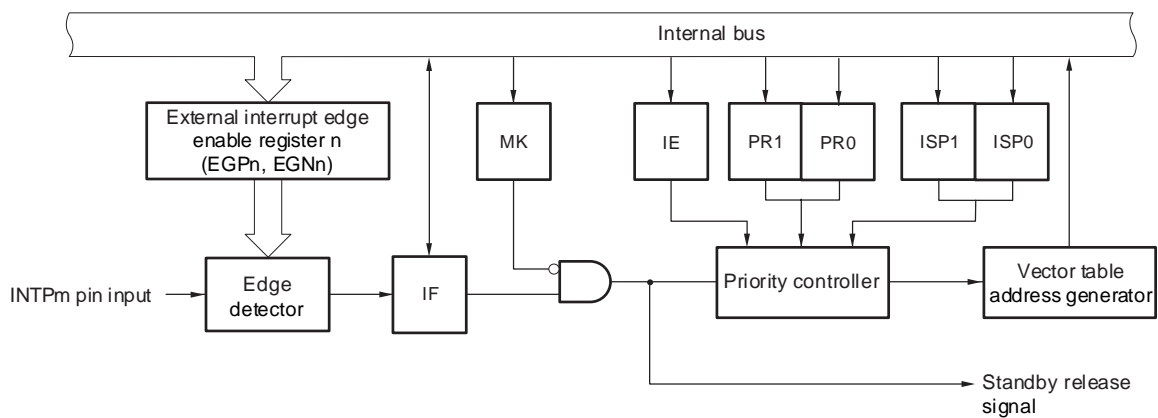 Internal bus
External interrupt edge
enable register n
(EGPn, EGNn)
MK
IE
PR1
PR0
ISP1
ISP0
INTPm pin input
Edge
detector
IF
Priority controller
Vector table
address generator
Standby release
signal